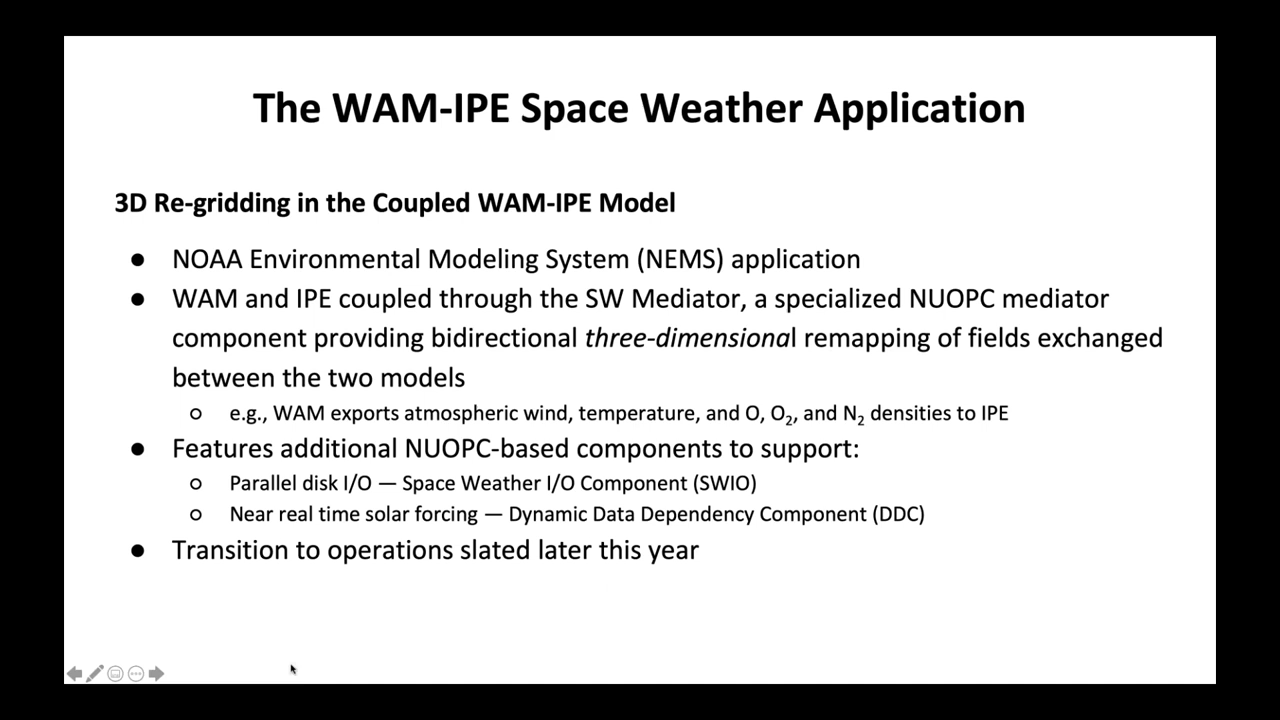 The WAM-IPE Space Weather Application
3D Re-gridding in the Coupled WAM-IPE Model
● NOAA Environmental Modeling System (NEMS) application
● WAM and IPE coupled through the SW Mediator, a specialized NUOPC mediator
component providing bidirectional three-dimensional remapping of fields exchanged
between the two models
○ e.g., WAM exports atmospheric wind, temperature, and O, O₂, and N₂ densities to IPE
● Features additional NUOPC-based components to support:
○ Parallel disk I/O — Space Weather I/O Component (SWIO)
○ Near real time solar forcing — Dynamic Data Dependency Component (DDC)
● Transition to operations slated later this year